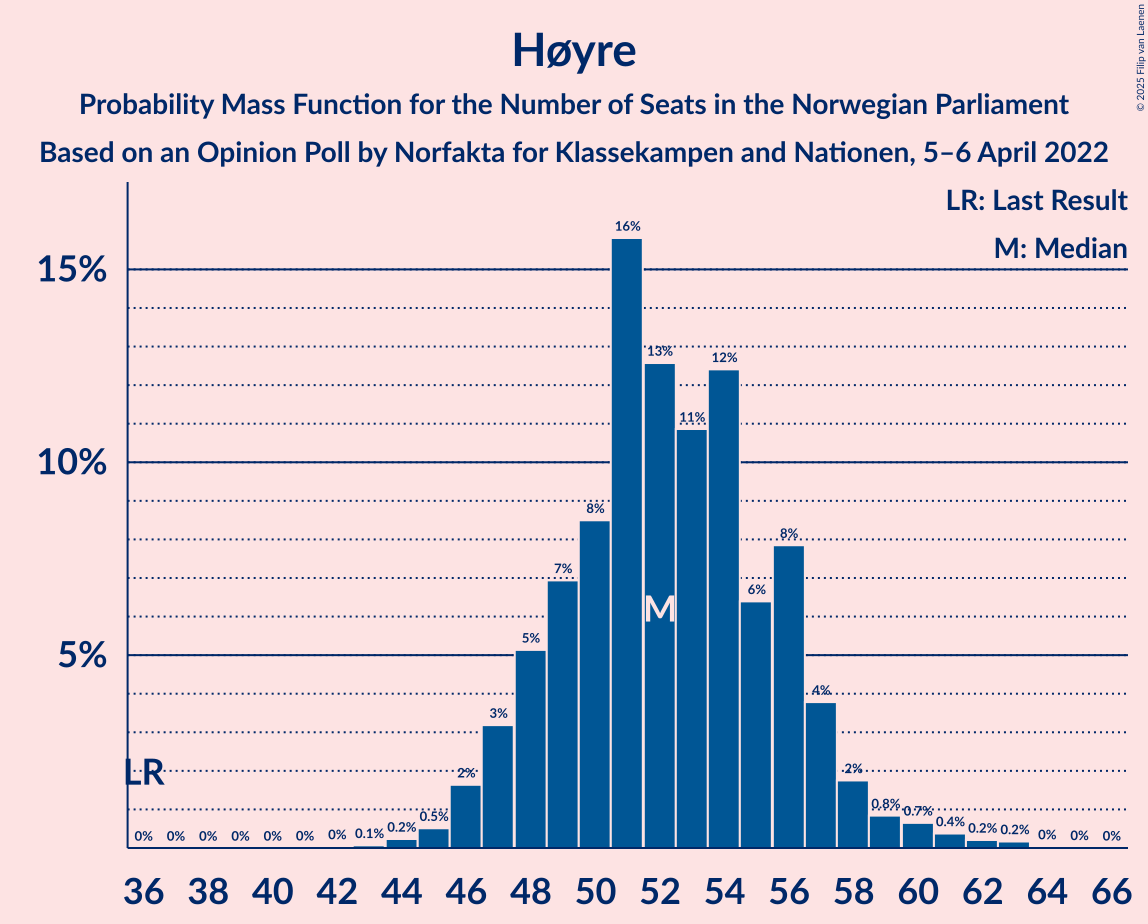 Høyre
Probability Mass Function for the Number of Seats in the Norwegian Parliament
Based on an Opinion Poll by Norfakta for Klassekampen and Nationen, 5–6 April 2022
© 2025 Filip van Laenen
LR: Last Result
M: Median
15%
10%
5%
LR
M
0% 0% 0% 0% 0% 0% 0% 0.1% 0.2% 0.5% 2% 3% 5% 7% 8% 16% 13% 11% 12% 6% 8% 4% 2% 0.8% 0.7% 0.4% 0.2% 0.2% 0% 0% 0%
36 38 40 42 44 46 48 50 52 54 56 58 60 62 64 66